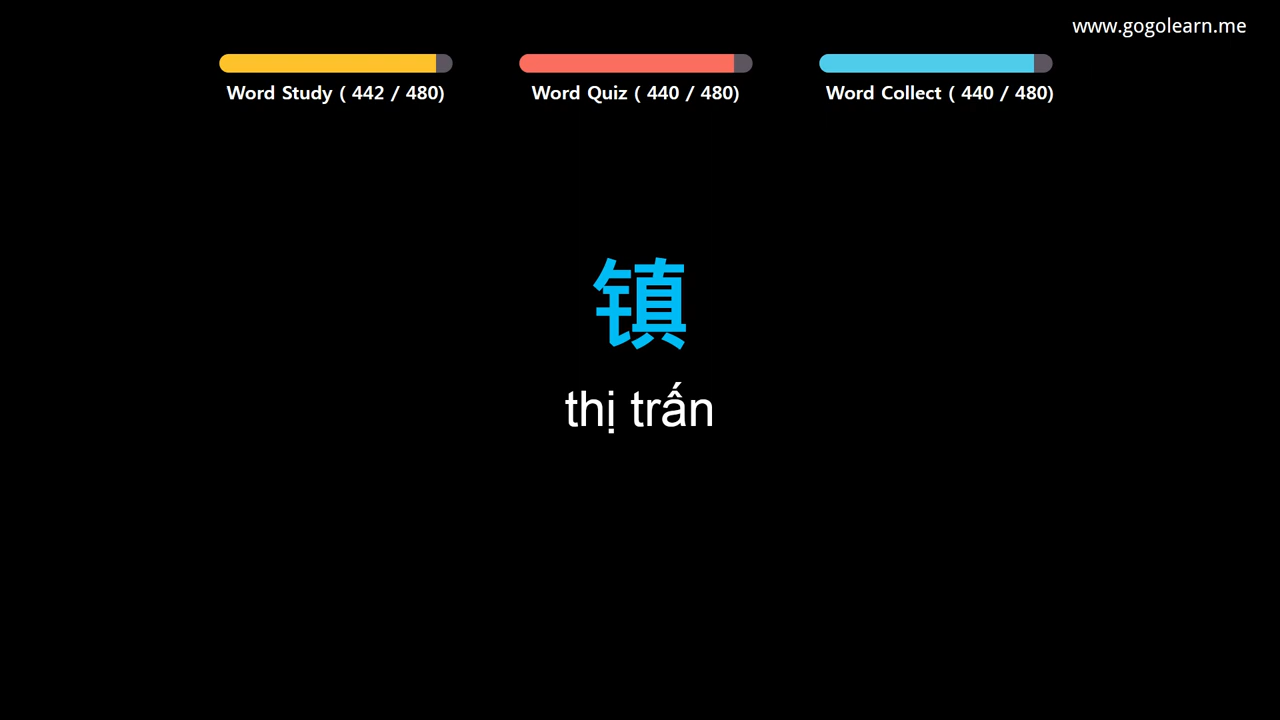 www.gogolearn.me
Word Study ( 442 / 480)
Word Quiz ( 440 / 480)
Word Collect ( 440 / 480)
镇
thị trấn